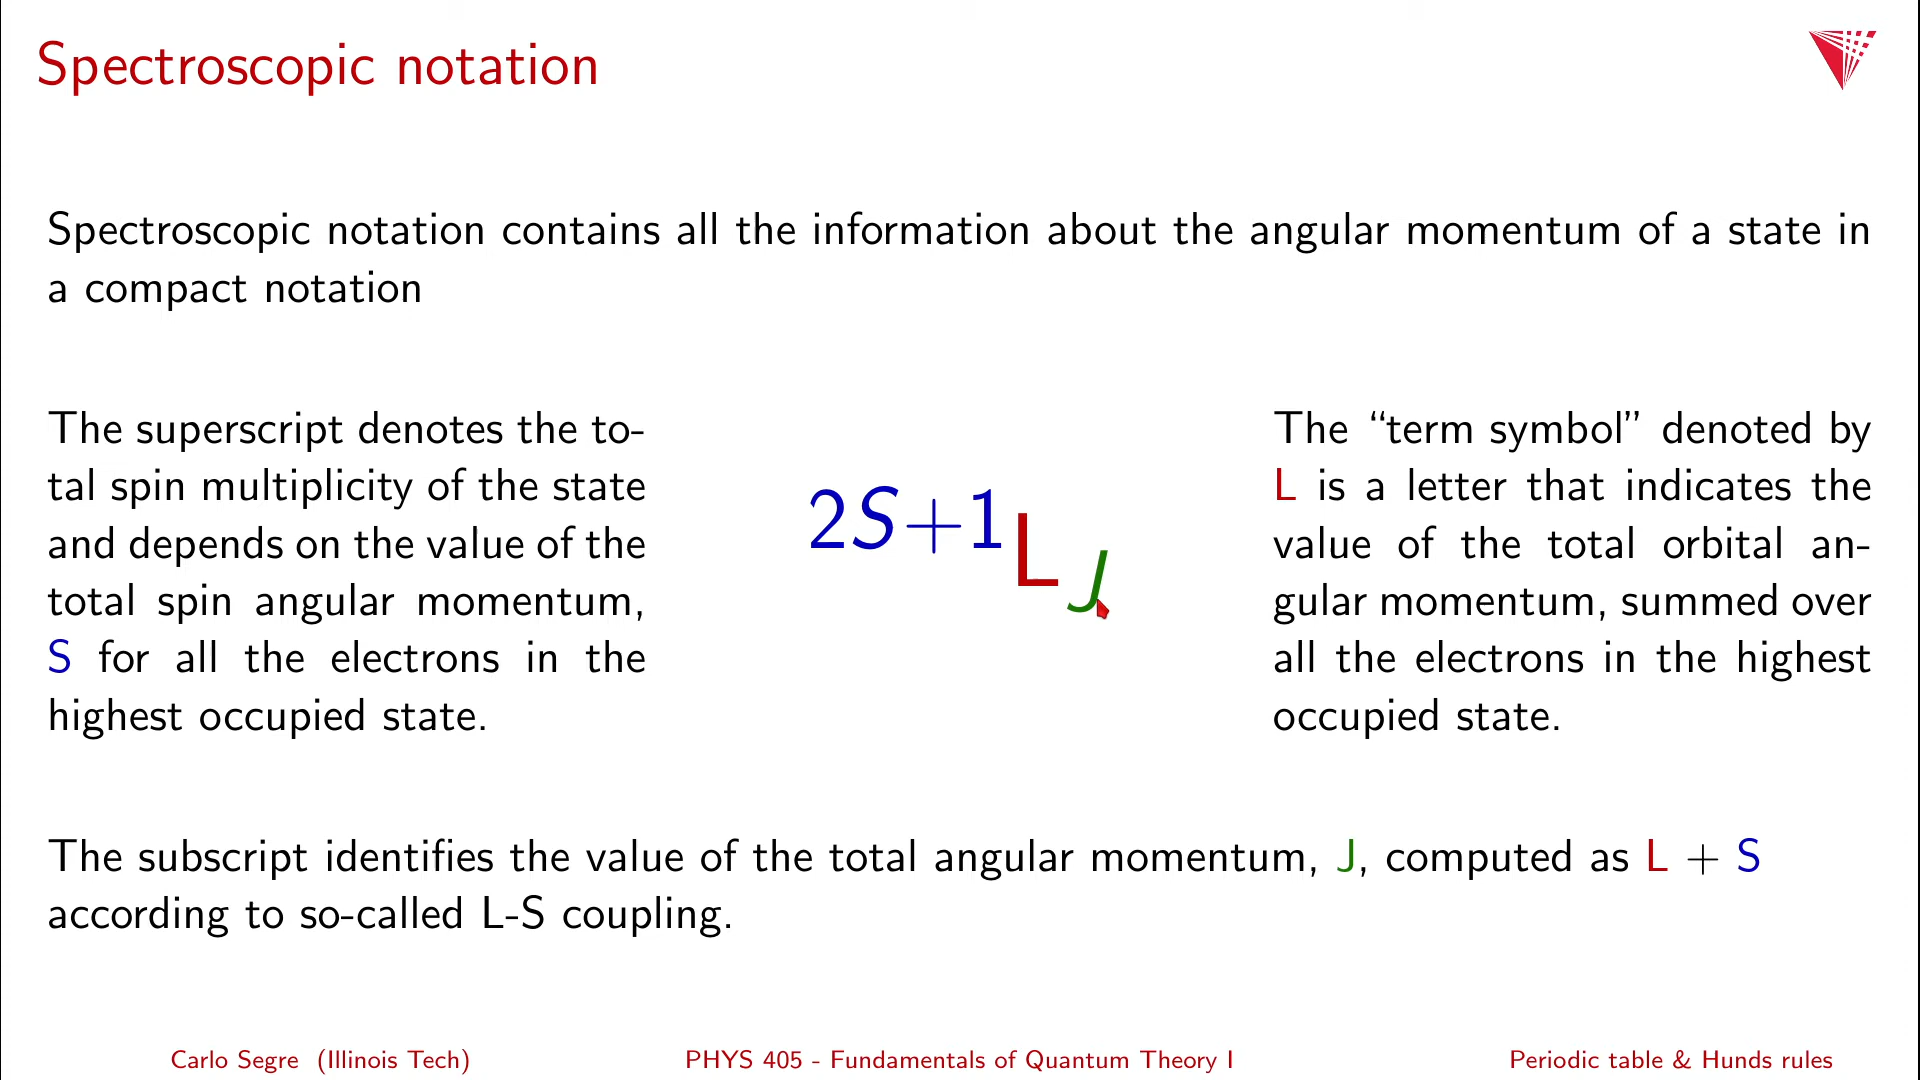 Spectroscopic notation
Spectroscopic notation contains all the information about the angular momentum of a state in
a compact notation
The superscript denotes the to-
tal spin multiplicity of the state
and depends on the value of the
total spin angular momentum,
S for all the electrons in the
highest occupied state.
2S+1LJ
The “term symbol” denoted by
L is a letter that indicates the
value of the total orbital an-
gular momentum, summed over
all the electrons in the highest
occupied state.
The subscript identifies the value of the total angular momentum, J, computed as L + S
according to so-called L-S coupling.
Carlo Segre (Illinois Tech)
PHYS 405 - Fundamentals of Quantum Theory I
Periodic table & Hunds rules